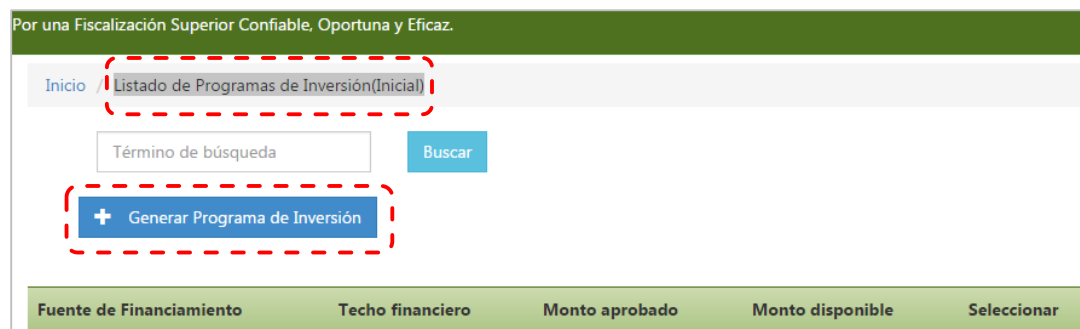 Por una Fiscalización Superior Confiable, Oportuna y Eficaz.
Inicio / Listado de Programas de Inversión(Inicial)
Término de búsqueda Buscar
+ Generar Programa de Inversión
Fuente de Financiamiento Techo financiero Monto aprobado Monto disponible Seleccionar